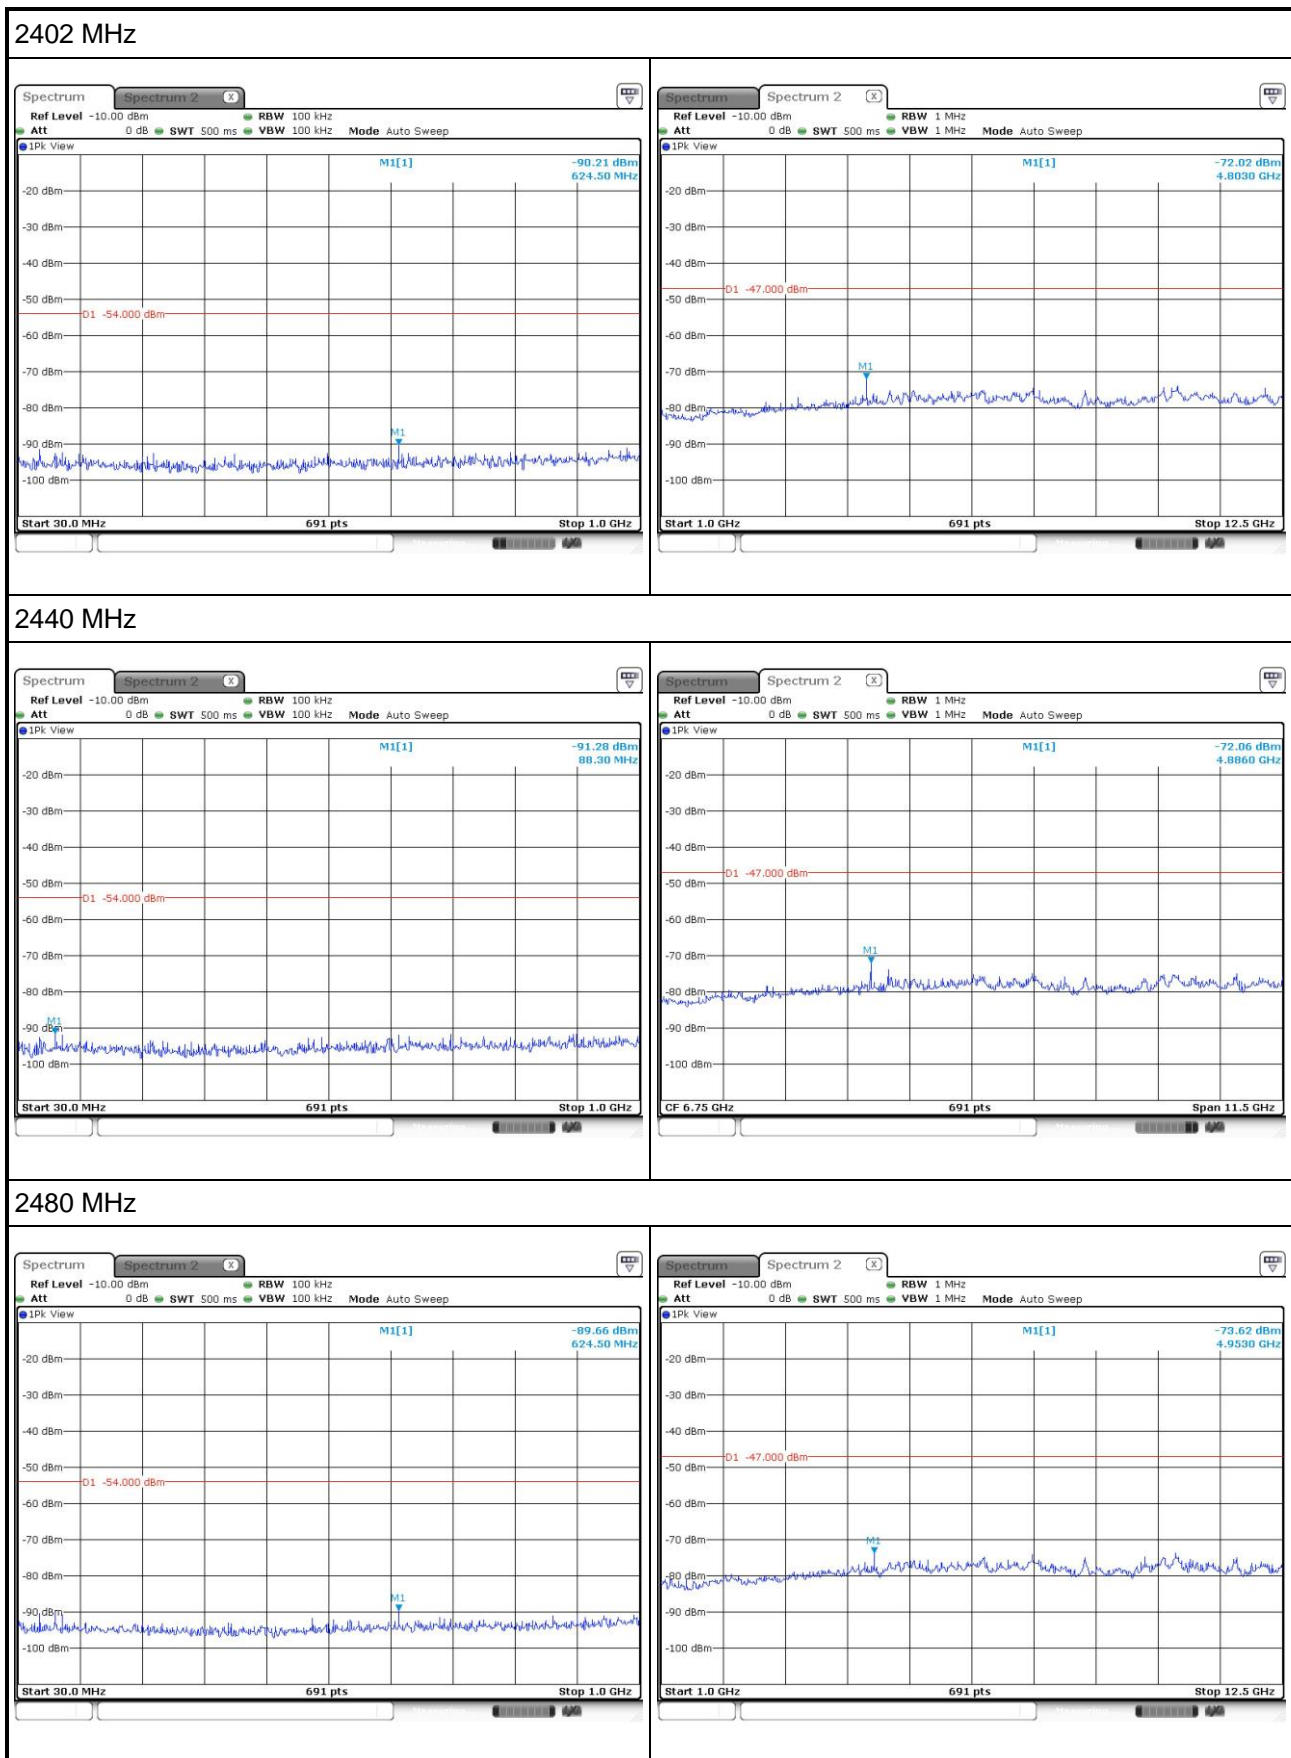 2402 MHz
Spectrum Spectrum 2 X
Ref Level -10.00 dBm RBW 100 kHz
Att 0 dB SWT 500 ms VBW 100 kHz Mode Auto Sweep
1Pk View
M1[1] -90.21 dBm
624.50 MHz
-20 dBm
-30 dBm
-40 dBm
-50 dBm
D1 -54.000 dBm
-60 dBm
-70 dBm
-80 dBm
M1
-90 dBm
-100 dBm
Start 30.0 MHz 691 pts Stop 1.0 GHz
Spectrum Spectrum 2 X
Ref Level -10.00 dBm RBW 1 MHz
Att 0 dB SWT 500 ms VBW 1 MHz Mode Auto Sweep
1Pk View
M1[1] -72.02 dBm
4.8030 GHz
-20 dBm
-30 dBm
-40 dBm
D1 -47.000 dBm
-50 dBm
-60 dBm
M1
-70 dBm
-80 dBm
-90 dBm
-100 dBm
Start 1.0 GHz 691 pts Stop 12.5 GHz
2440 MHz
Spectrum Spectrum 2 X
Ref Level -10.00 dBm RBW 100 kHz
Att 0 dB SWT 500 ms VBW 100 kHz Mode Auto Sweep
1Pk View
M1[1] -91.28 dBm
88.30 MHz
-20 dBm
-30 dBm
-40 dBm
-50 dBm
D1 -54.000 dBm
-60 dBm
-70 dBm
-80 dBm
M1
-90 dBm
-100 dBm
Start 30.0 MHz 691 pts Stop 1.0 GHz
Spectrum Spectrum 2 X
Ref Level -10.00 dBm RBW 1 MHz
Att 0 dB SWT 500 ms VBW 1 MHz Mode Auto Sweep
1Pk View
M1[1] -72.06 dBm
4.8860 GHz
-20 dBm
-30 dBm
-40 dBm
D1 -47.000 dBm
-50 dBm
-60 dBm
M1
-70 dBm
-80 dBm
-90 dBm
-100 dBm
CF 6.75 GHz 691 pts Span 11.5 GHz
2480 MHz
Spectrum Spectrum 2 X
Ref Level -10.00 dBm RBW 100 kHz
Att 0 dB SWT 500 ms VBW 100 kHz Mode Auto Sweep
1Pk View
M1[1] -89.66 dBm
624.50 MHz
-20 dBm
-30 dBm
-40 dBm
-50 dBm
D1 -54.000 dBm
-60 dBm
-70 dBm
-80 dBm
M1
-90 dBm
-100 dBm
Start 30.0 MHz 691 pts Stop 1.0 GHz
Spectrum Spectrum 2 X
Ref Level -10.00 dBm RBW 1 MHz
Att 0 dB SWT 500 ms VBW 1 MHz Mode Auto Sweep
1Pk View
M1[1] -73.62 dBm
4.9530 GHz
-20 dBm
-30 dBm
-40 dBm
D1 -47.000 dBm
-50 dBm
-60 dBm
-70 dBm
M1
-80 dBm
-90 dBm
-100 dBm
Start 1.0 GHz 691 pts Stop 12.5 GHz